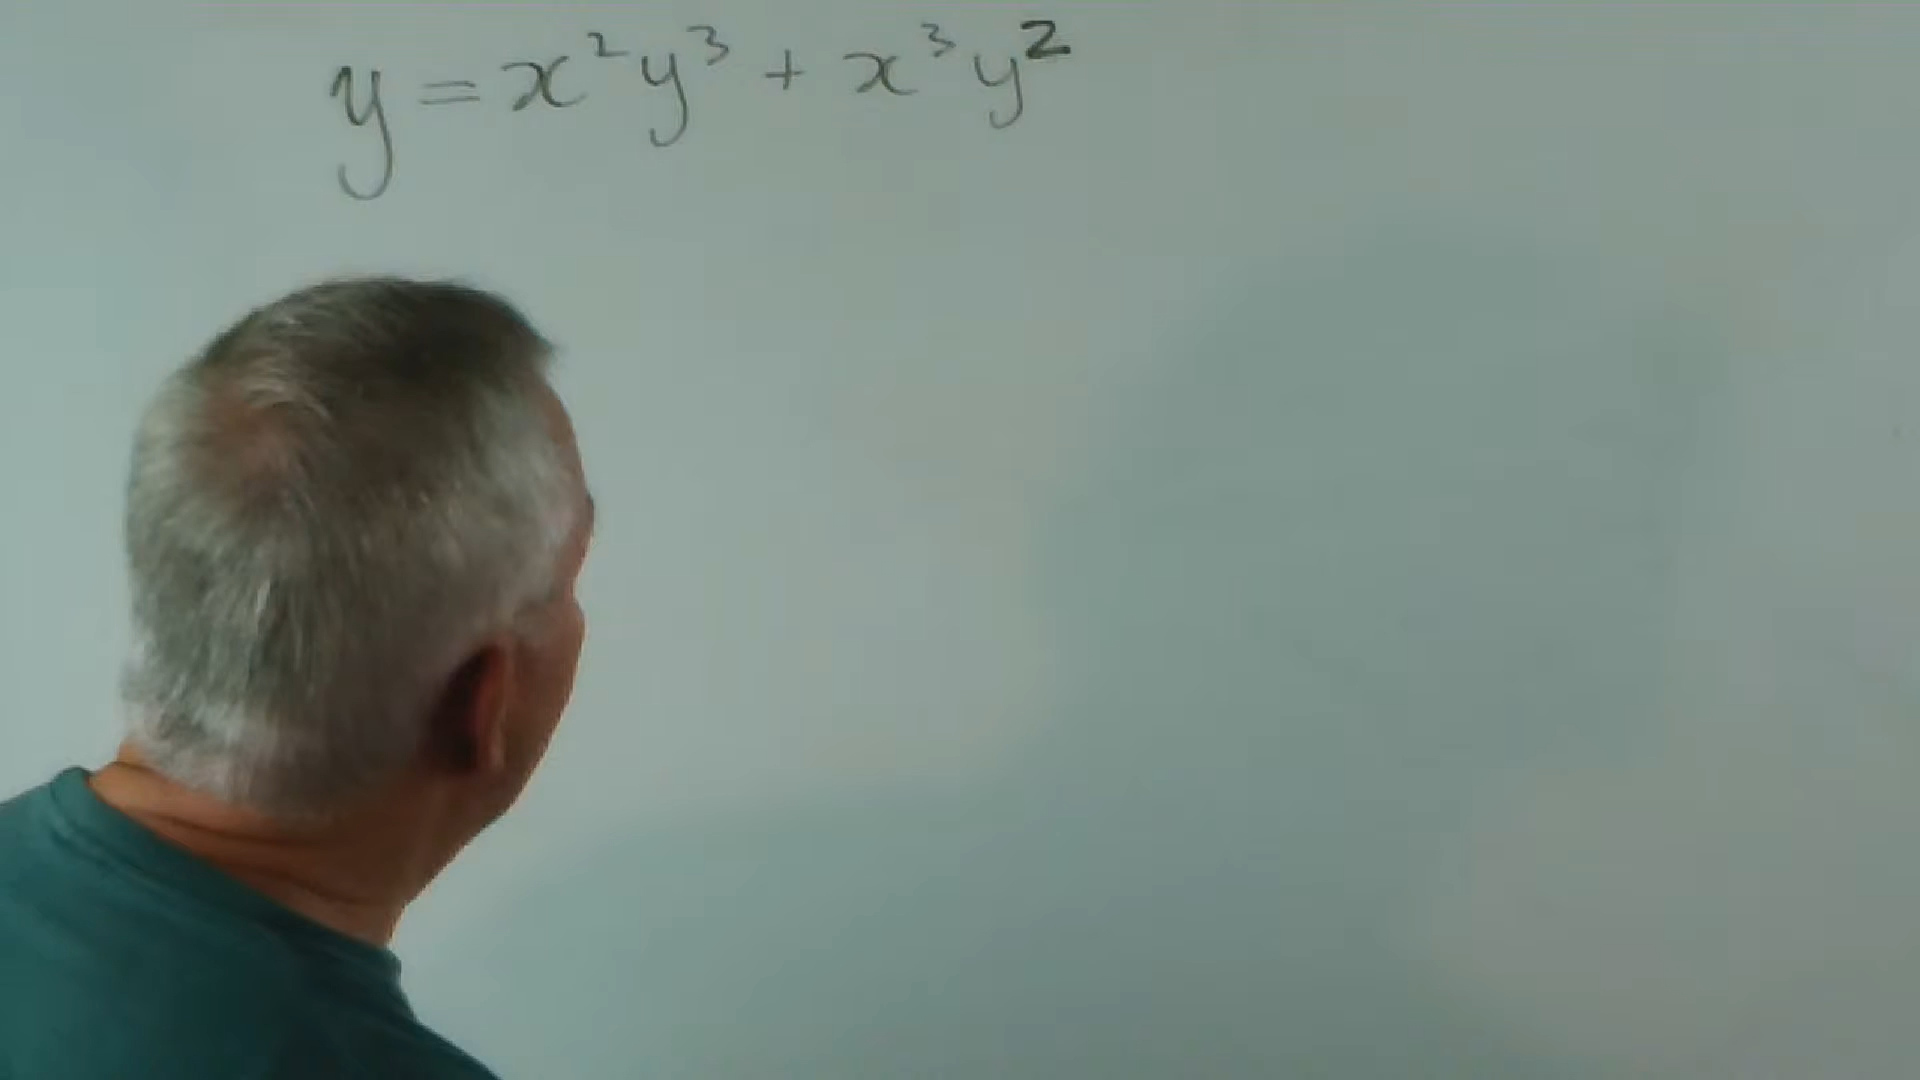 y = x²y³ + x³y²